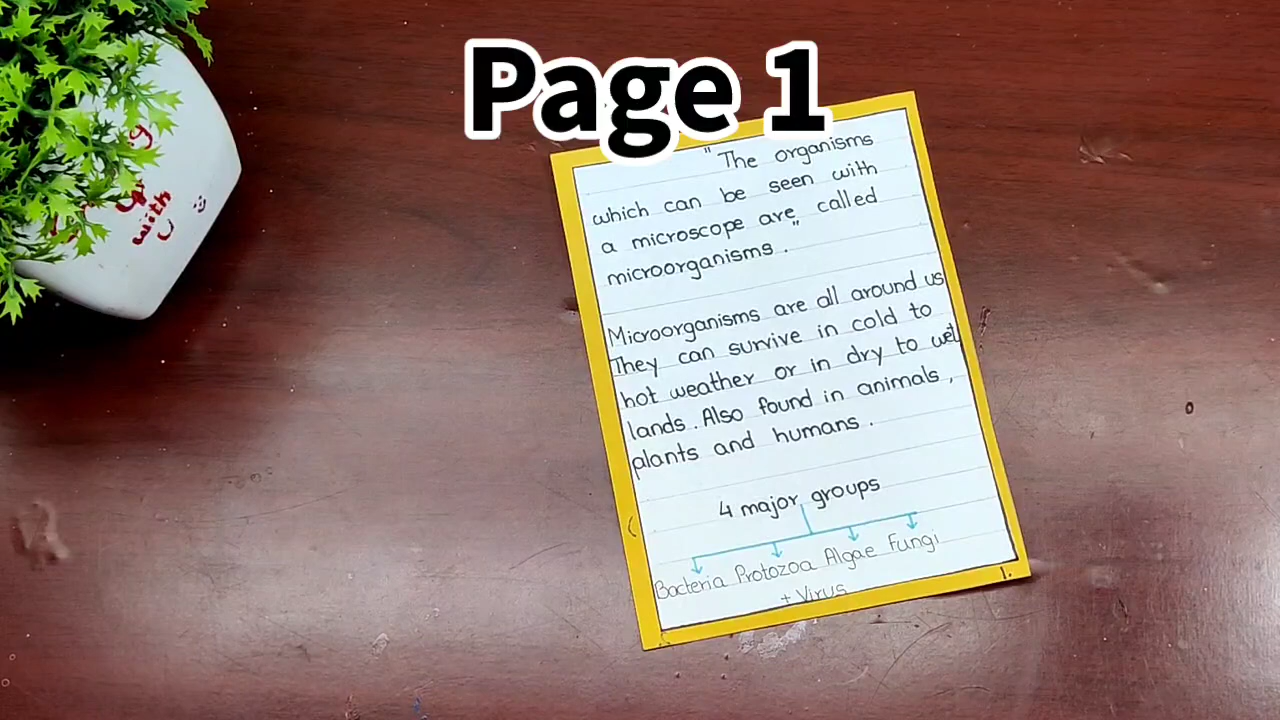 Page 1
"The organisms
which can be seen with
a microscope are" called
microorganisms.
Microorganisms are all around us
They can survive in cold to
hot weather or in dry to wet
lands. Also found in animals,
plants and humans.
4 major groups
Bacteria Protozoa Algae Fungi
+ Virus
1.
with